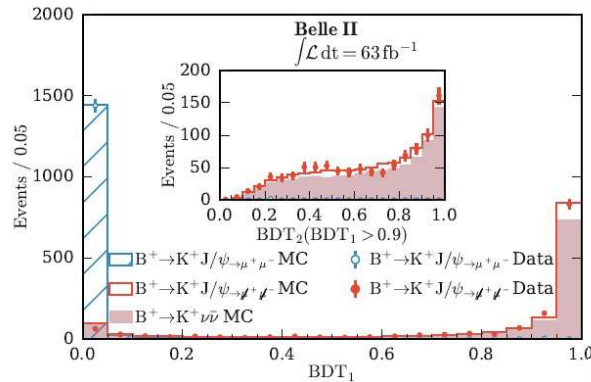 Belle II
∫ℒ dt = 63 fb⁻¹
Events / 0.05
1500
1000
500
0
200
150
100
50
0
Events / 0.05
0.0 0.2 0.4 0.6 0.8 1.0
BDT₂(BDT₁ > 0.9)
B⁺→K⁺J/ψ→μ⁺μ⁻ MC
B⁺→K⁺J/ψ→μ̸⁺μ̸⁻ MC
B⁺→K⁺νν̄ MC
B⁺→K⁺J/ψ→μ⁺μ⁻ Data
B⁺→K⁺J/ψ→μ̸⁺μ̸⁻ Data
0.0 0.2 0.4 0.6 0.8 1.0
BDT₁